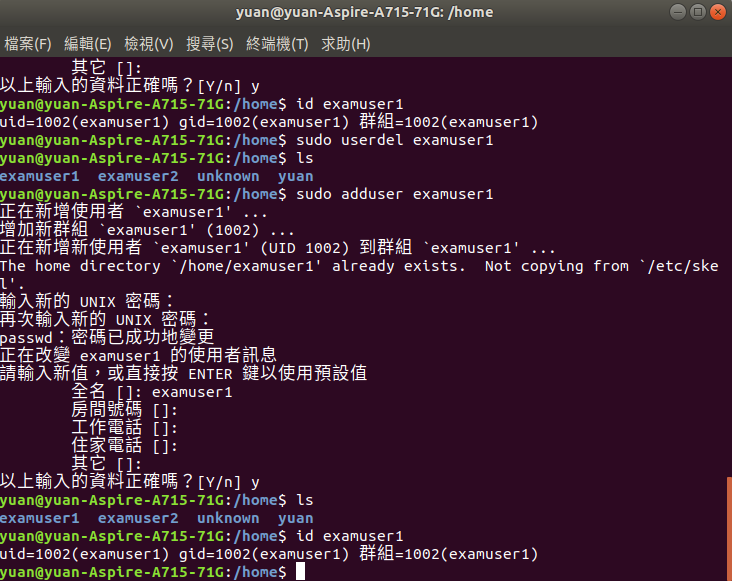 yuan@yuan-Aspire-A715-71G: /home
檔案(F) 編輯(E) 檢視(V) 搜尋(S) 終端機(T) 求助(H)
其它 []:
以上輸入的資料正確嗎？[Y/n] y
yuan@yuan-Aspire-A715-71G:/home$ id examuser1
uid=1002(examuser1) gid=1002(examuser1) 群組=1002(examuser1)
yuan@yuan-Aspire-A715-71G:/home$ sudo userdel examuser1
yuan@yuan-Aspire-A715-71G:/home$ ls
examuser1  examuser2  unknown  yuan
yuan@yuan-Aspire-A715-71G:/home$ sudo adduser examuser1
正在新增使用者 `examuser1' ...
增加新群組 `examuser1' (1002) ...
正在新增新使用者 `examuser1' (UID 1002) 到群組 `examuser1' ...
The home directory `/home/examuser1' already exists.  Not copying from `/etc/ske
l'.
輸入新的 UNIX 密碼：
再次輸入新的 UNIX 密碼：
passwd：密碼已成功地變更
正在改變 examuser1 的使用者訊息
請輸入新值，或直接按 ENTER 鍵以使用預設值
全名 []: examuser1
房間號碼 []:
工作電話 []:
住家電話 []:
其它 []:
以上輸入的資料正確嗎？[Y/n] y
yuan@yuan-Aspire-A715-71G:/home$ ls
examuser1  examuser2  unknown  yuan
yuan@yuan-Aspire-A715-71G:/home$ id examuser1
uid=1002(examuser1) gid=1002(examuser1) 群組=1002(examuser1)
yuan@yuan-Aspire-A715-71G:/home$